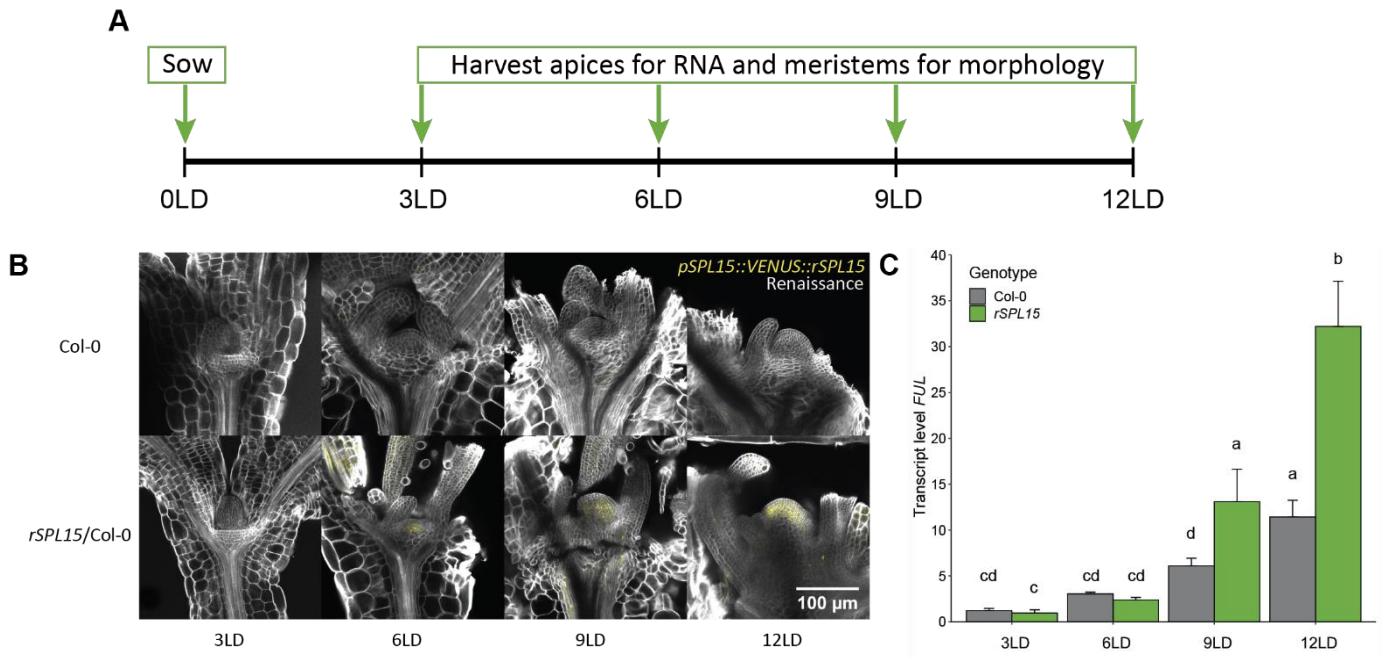 A
Sow
Harvest apices for RNA and meristems for morphology
0LD
3LD
6LD
9LD
12LD
B
pSPL15::VENUS::rSPL15
Renaissance
Col-0
rSPL15/Col-0
100 µm
3LD
6LD
9LD
12LD
C
Genotype
Col-0
rSPL15
Transcript level FUL
40
35
30
25
20
15
10
5
0
cd
c
cd
cd
d
a
a
b
3LD
6LD
9LD
12LD